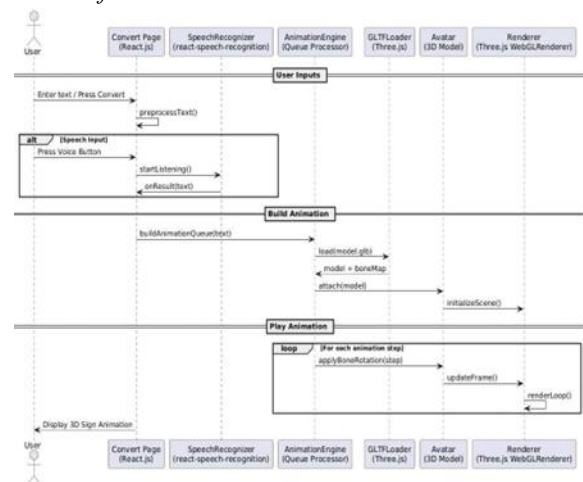 User
Convert Page
(React.js)
SpeechRecognizer
(react-speech-recognition)
AnimationEngine
(Queue Processor)
GLTFLoader
(Three.js)
Avatar
(3D Model)
Renderer
(Three.js WebGLRenderer)
User Inputs
Enter text / Press Convert
preprocessText()
alt [Speech Input]
Press Voice Button
startListening()
onResult(text)
Build Animation
buildAnimationQueue(text)
load(model.glb)
model + boneMap
attach(model)
initializeScene()
Play Animation
loop [For each animation step]
applyBoneRotation(step)
updateFrame()
renderLoop()
Display 3D Sign Animation
User
Convert Page
(React.js)
SpeechRecognizer
(react-speech-recognition)
AnimationEngine
(Queue Processor)
GLTFLoader
(Three.js)
Avatar
(3D Model)
Renderer
(Three.js WebGLRenderer)